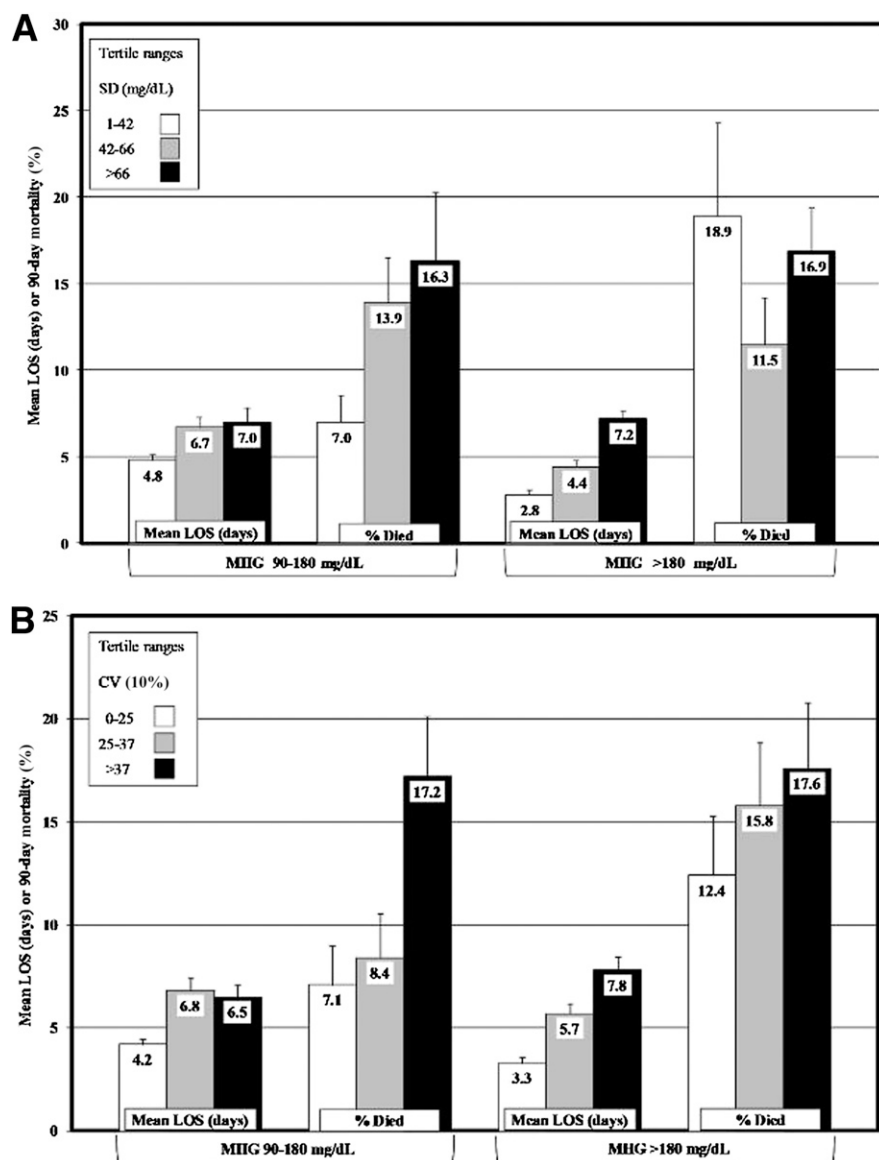 A
30
25
20
15
10
5
0
Mean LOS (days) or 90-day mortality (%)
Tertile ranges
SD (mg/dL)
1-42
42-66
>66
4.8
6.7
7.0
7.0
13.9
16.3
2.8
4.4
7.2
18.9
11.5
16.9
Mean LOS (days)
% Died
Mean LOS (days)
% Died
MHG 90-180 mg/dL
MHG >180 mg/dL
B
25
20
15
10
5
0
Mean LOS (days) or 90-day mortality (%)
Tertile ranges
CV (10%)
0-25
25-37
>37
4.2
6.8
6.5
7.1
8.4
17.2
3.3
5.7
7.8
12.4
15.8
17.6
Mean LOS (days)
% Died
Mean LOS (days)
% Died
MHG 90-180 mg/dL
MHG >180 mg/dL